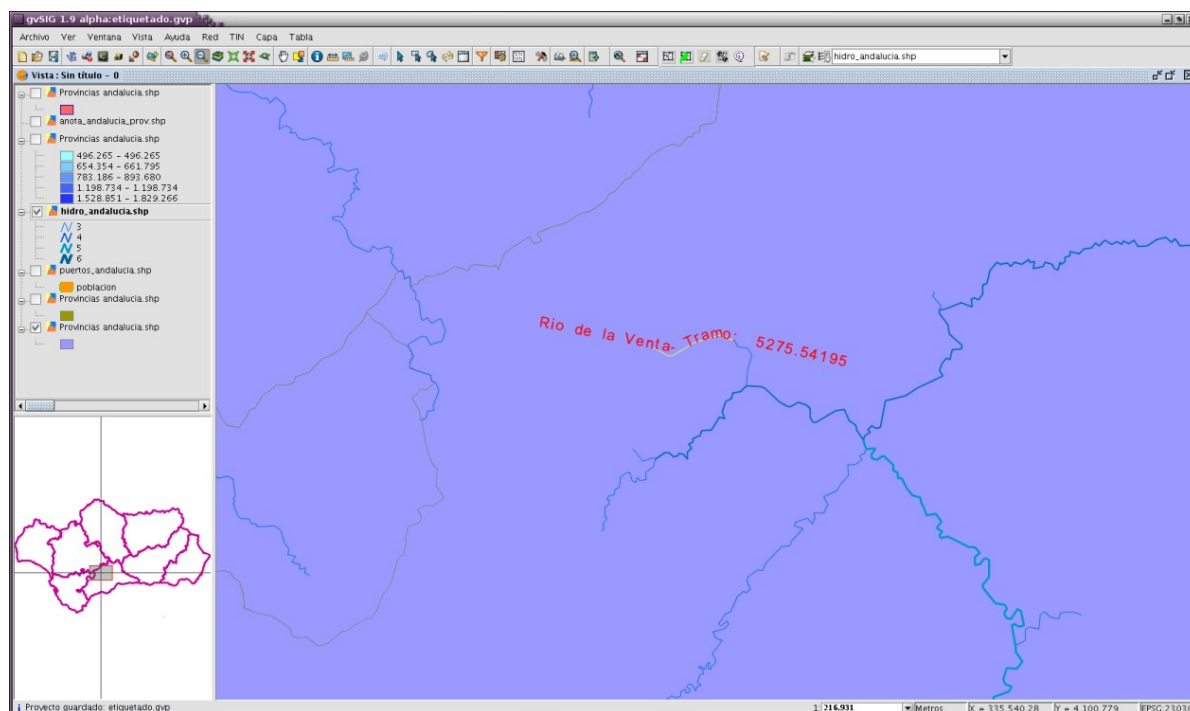 gvSIG 1.9 alpha:etiquetado.gvp
Archivo Ver Ventana Vista Ayuda Red TIN Capa Tabla
hidro_andalucia.shp
Vista : Sin título - 0
Provincias andalucia.shp
anota_andalucia_prov.shp
Provincias andalucia.shp
496.265 - 496.265
654.354 - 661.795
783.186 - 893.680
1.198.734 - 1.198.734
1.528.851 - 1.829.266
hidro_andalucia.shp
3
4
5
6
puertos_andalucia.shp
poblacion
Provincias andalucia.shp
Provincias andalucia.shp
Rio de la Venta- Tramo: 5275.54195
Proyecto guardado: etiquetado.gvp
1: 216.931 Metros X = 335.540,28 Y = 4.100.779 EPSG:23030